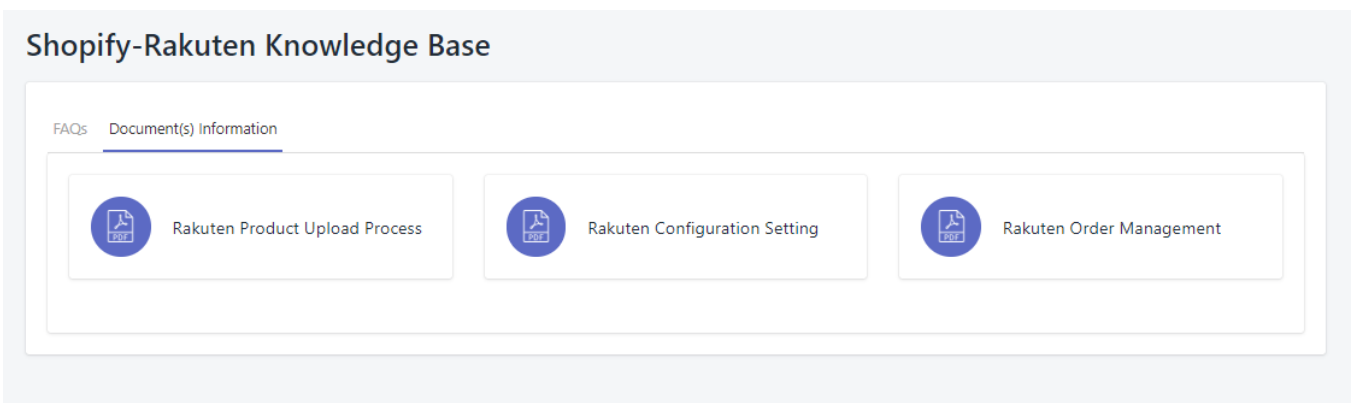 Shopify-Rakuten Knowledge Base
FAQs Document(s) Information
PDF Rakuten Product Upload Process PDF Rakuten Configuration Setting PDF Rakuten Order Management